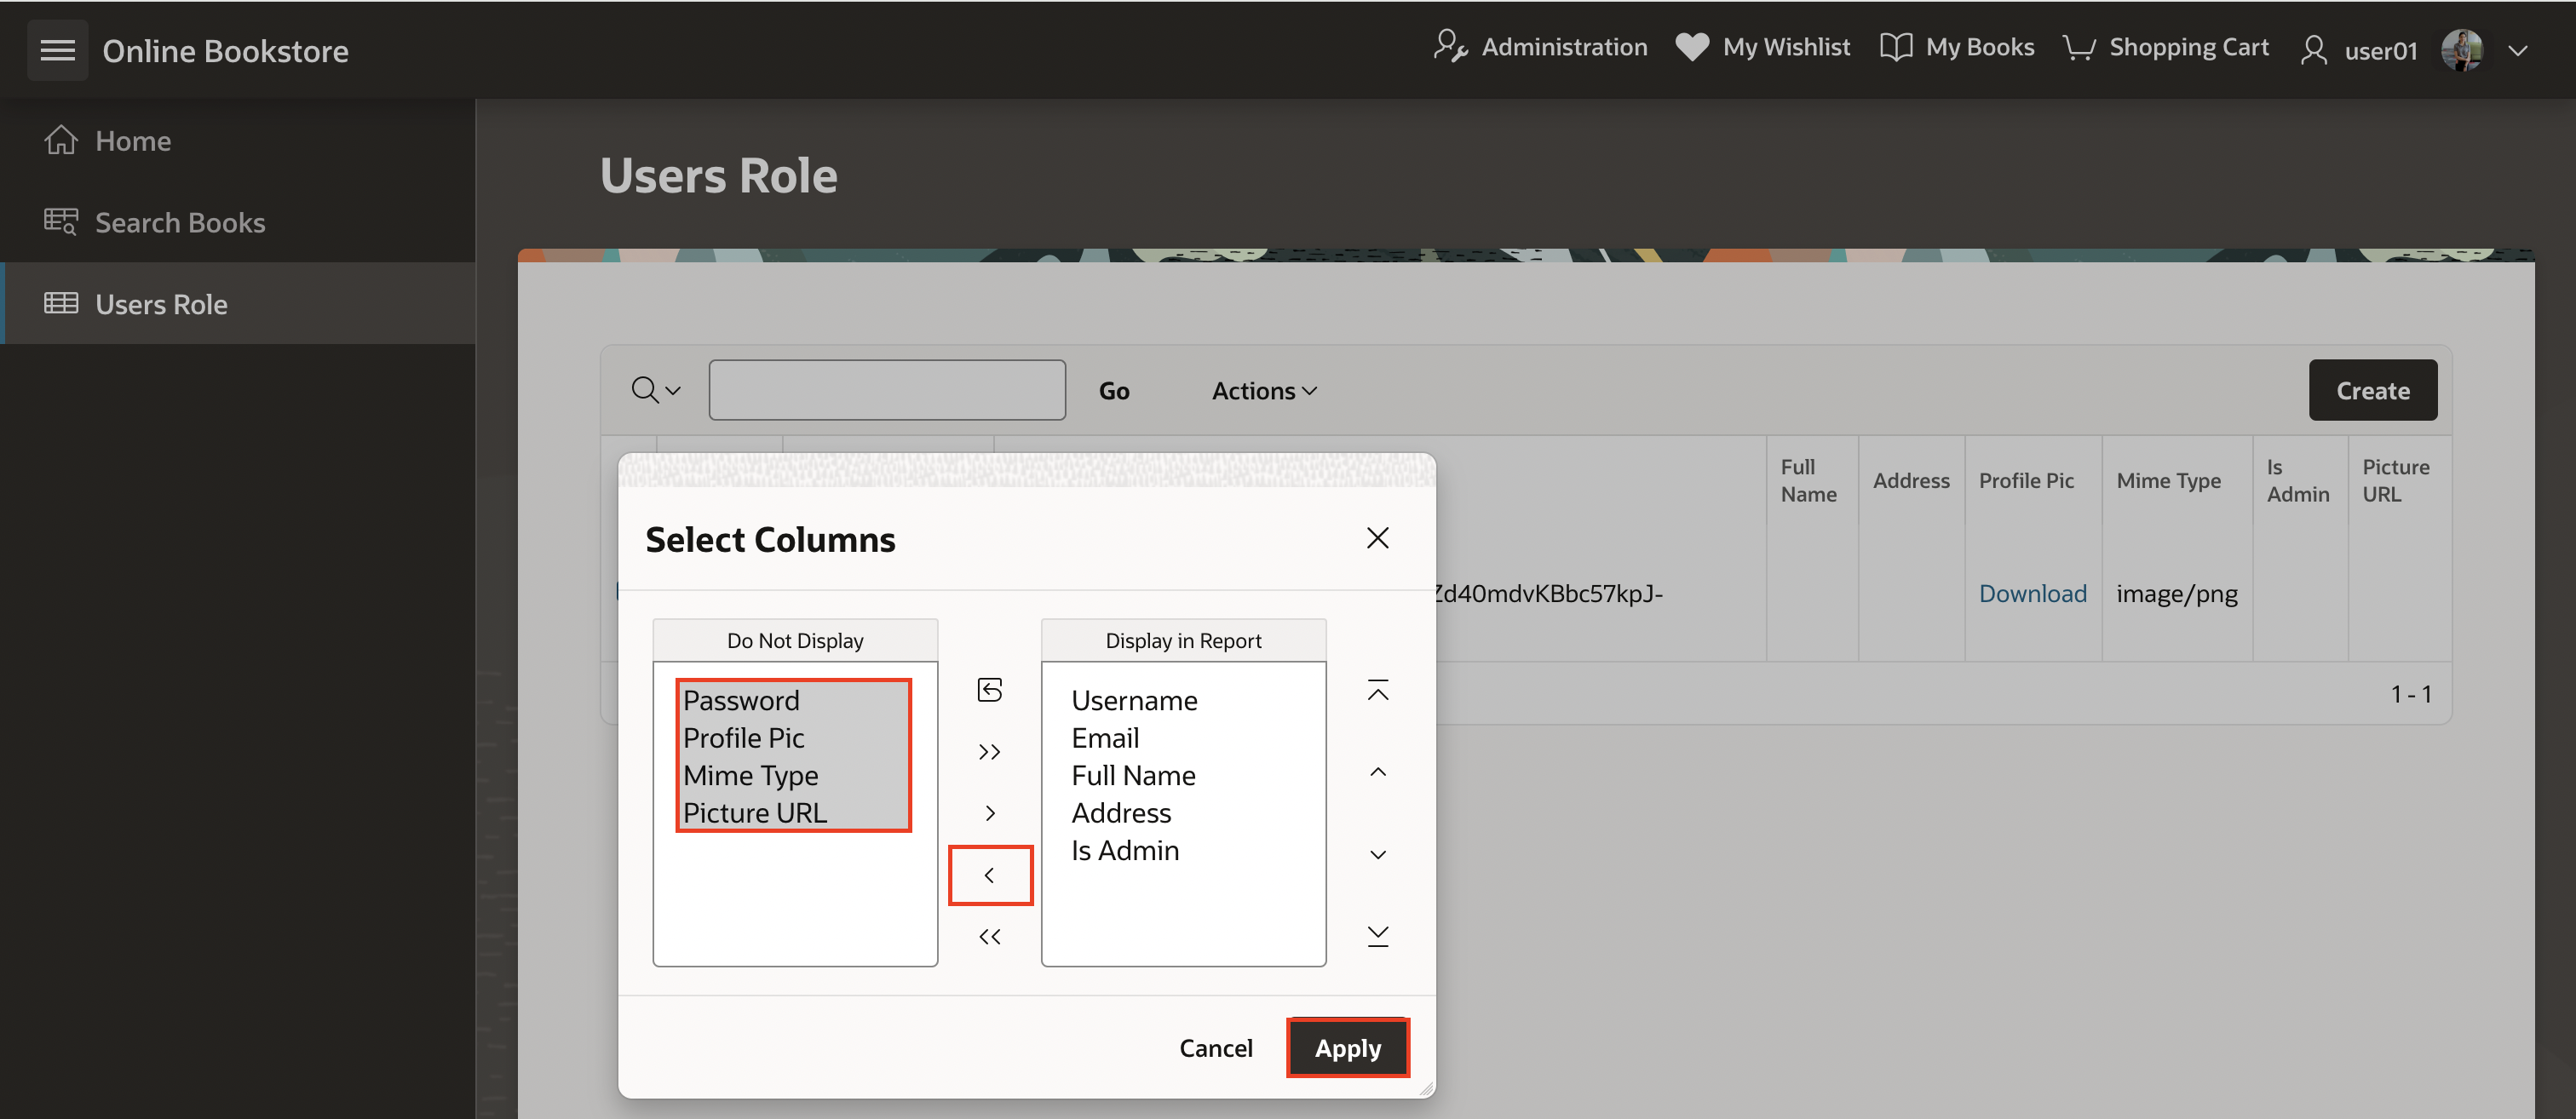 Online Bookstore
Administration
My Wishlist
My Books
Shopping Cart
user01
Home
Search Books
Users Role
Users Role
Go
Actions
Create
Full Name
Address
Profile Pic
Mime Type
Is Admin
Picture URL
Zd40mdvKBbc57kpJ-
Download
image/png
1 - 1
Select Columns
Do Not Display
Password
Profile Pic
Mime Type
Picture URL
Display in Report
Username
Email
Full Name
Address
Is Admin
Cancel
Apply